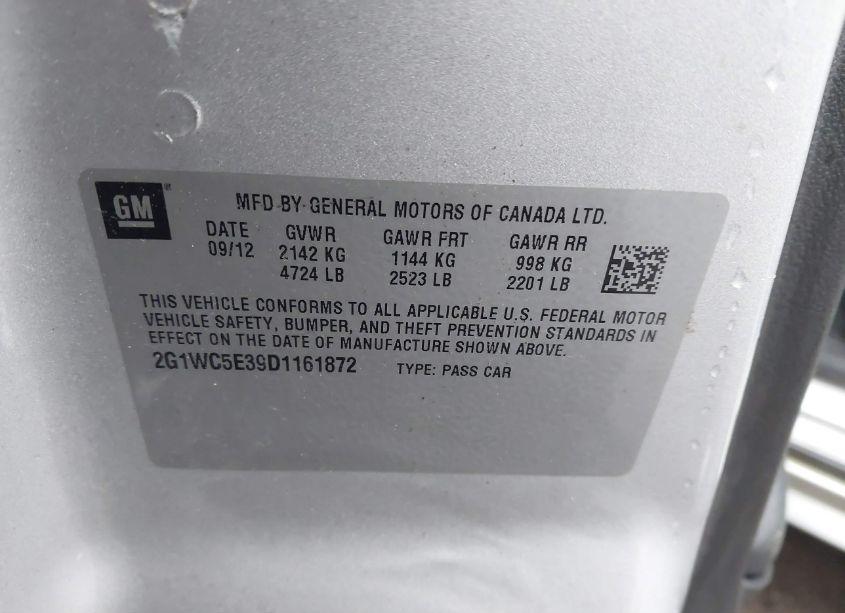 GM
MFD BY GENERAL MOTORS OF CANADA LTD.
DATE GVWR GAWR FRT GAWR RR
09/12 2142 KG 1144 KG 998 KG
4724 LB 2523 LB 2201 LB
THIS VEHICLE CONFORMS TO ALL APPLICABLE U.S. FEDERAL MOTOR
VEHICLE SAFETY, BUMPER, AND THEFT PREVENTION STANDARDS IN
EFFECT ON THE DATE OF MANUFACTURE SHOWN ABOVE.
2G1WC5E39D1161872 TYPE: PASS CAR